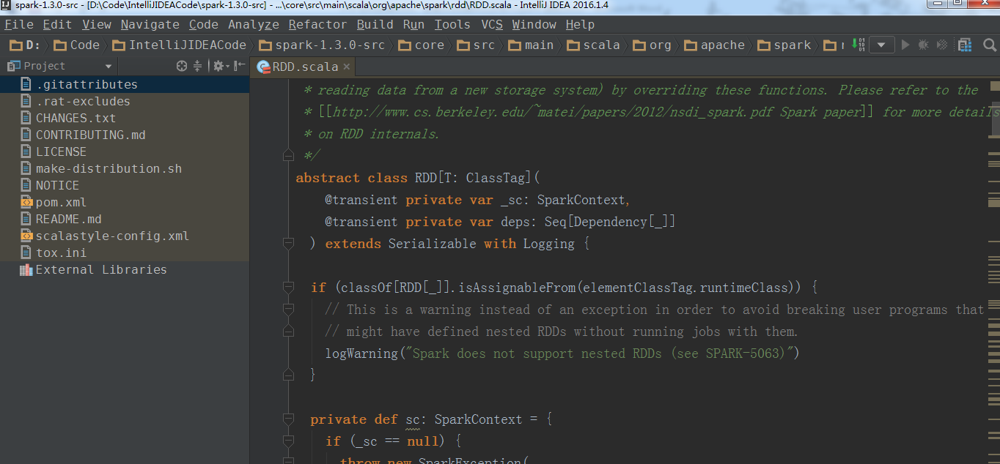 spark-1.3.0-src - [D:\Code\IntelliJIDEACode\spark-1.3.0-src] - ...\core\src\main\scala\org\apache\spark\rdd\RDD.scala - IntelliJ IDEA 2016.1.4
File Edit View Navigate Code Analyze Refactor Build Run Tools VCS Window Help
D: Code IntelliJIDEACode spark-1.3.0-src core src main scala org apache spark
Project
RDD.scala
.gitattributes
.rat-excludes
CHANGES.txt
CONTRIBUTING.md
LICENSE
make-distribution.sh
NOTICE
pom.xml
README.md
scalastyle-config.xml
tox.ini
External Libraries
* reading data from a new storage system) by overriding these functions. Please refer to the
* [[http://www.cs.berkeley.edu/~matei/papers/2012/nsdi_spark.pdf Spark paper]] for more details
* on RDD internals.
*/
abstract class RDD[T: ClassTag](
@transient private var _sc: SparkContext,
@transient private var deps: Seq[Dependency[_]]
) extends Serializable with Logging {
if (classOf[RDD[_]].isAssignableFrom(elementClassTag.runtimeClass)) {
// This is a warning instead of an exception in order to avoid breaking user programs that
// might have defined nested RDDs without running jobs with them.
logWarning("Spark does not support nested RDDs (see SPARK-5063)")
}
private def sc: SparkContext = {
if (_sc == null) {
throw new SparkException(